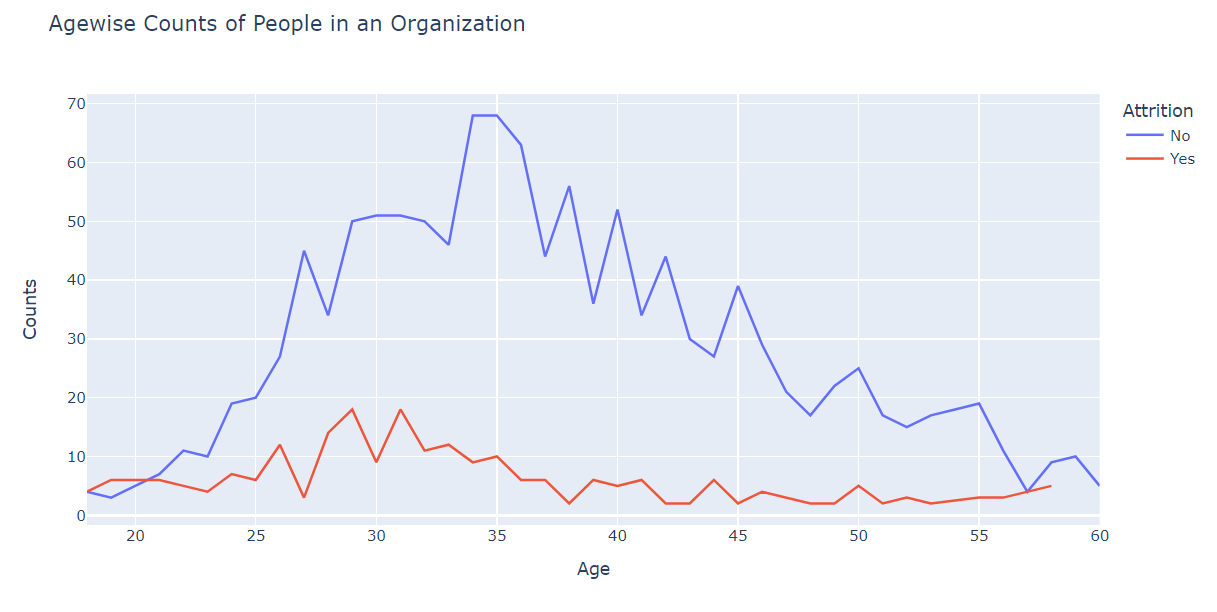 Agewise Counts of People in an Organization
Attrition
No
Yes
Counts
70
60
50
40
30
20
10
0
20 25 30 35 40 45 50 55 60
Age